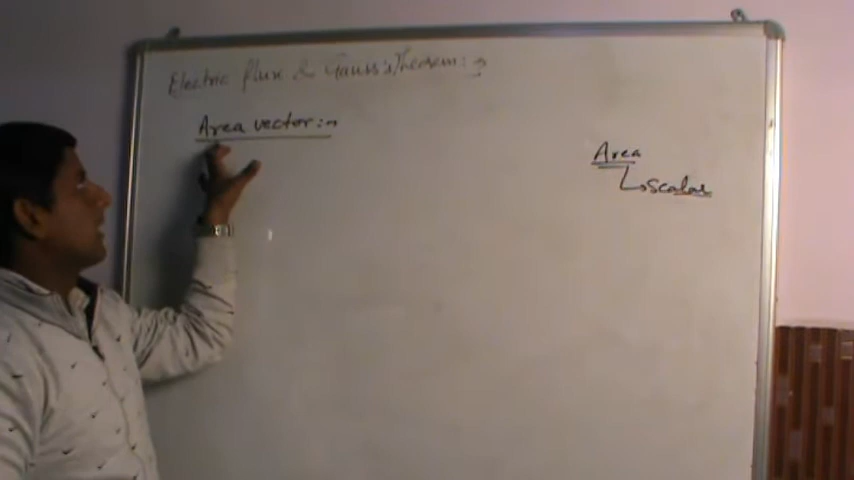 Electric flux & Gauss's Theorem :→
Area vector :→
Area
↳ Scalar